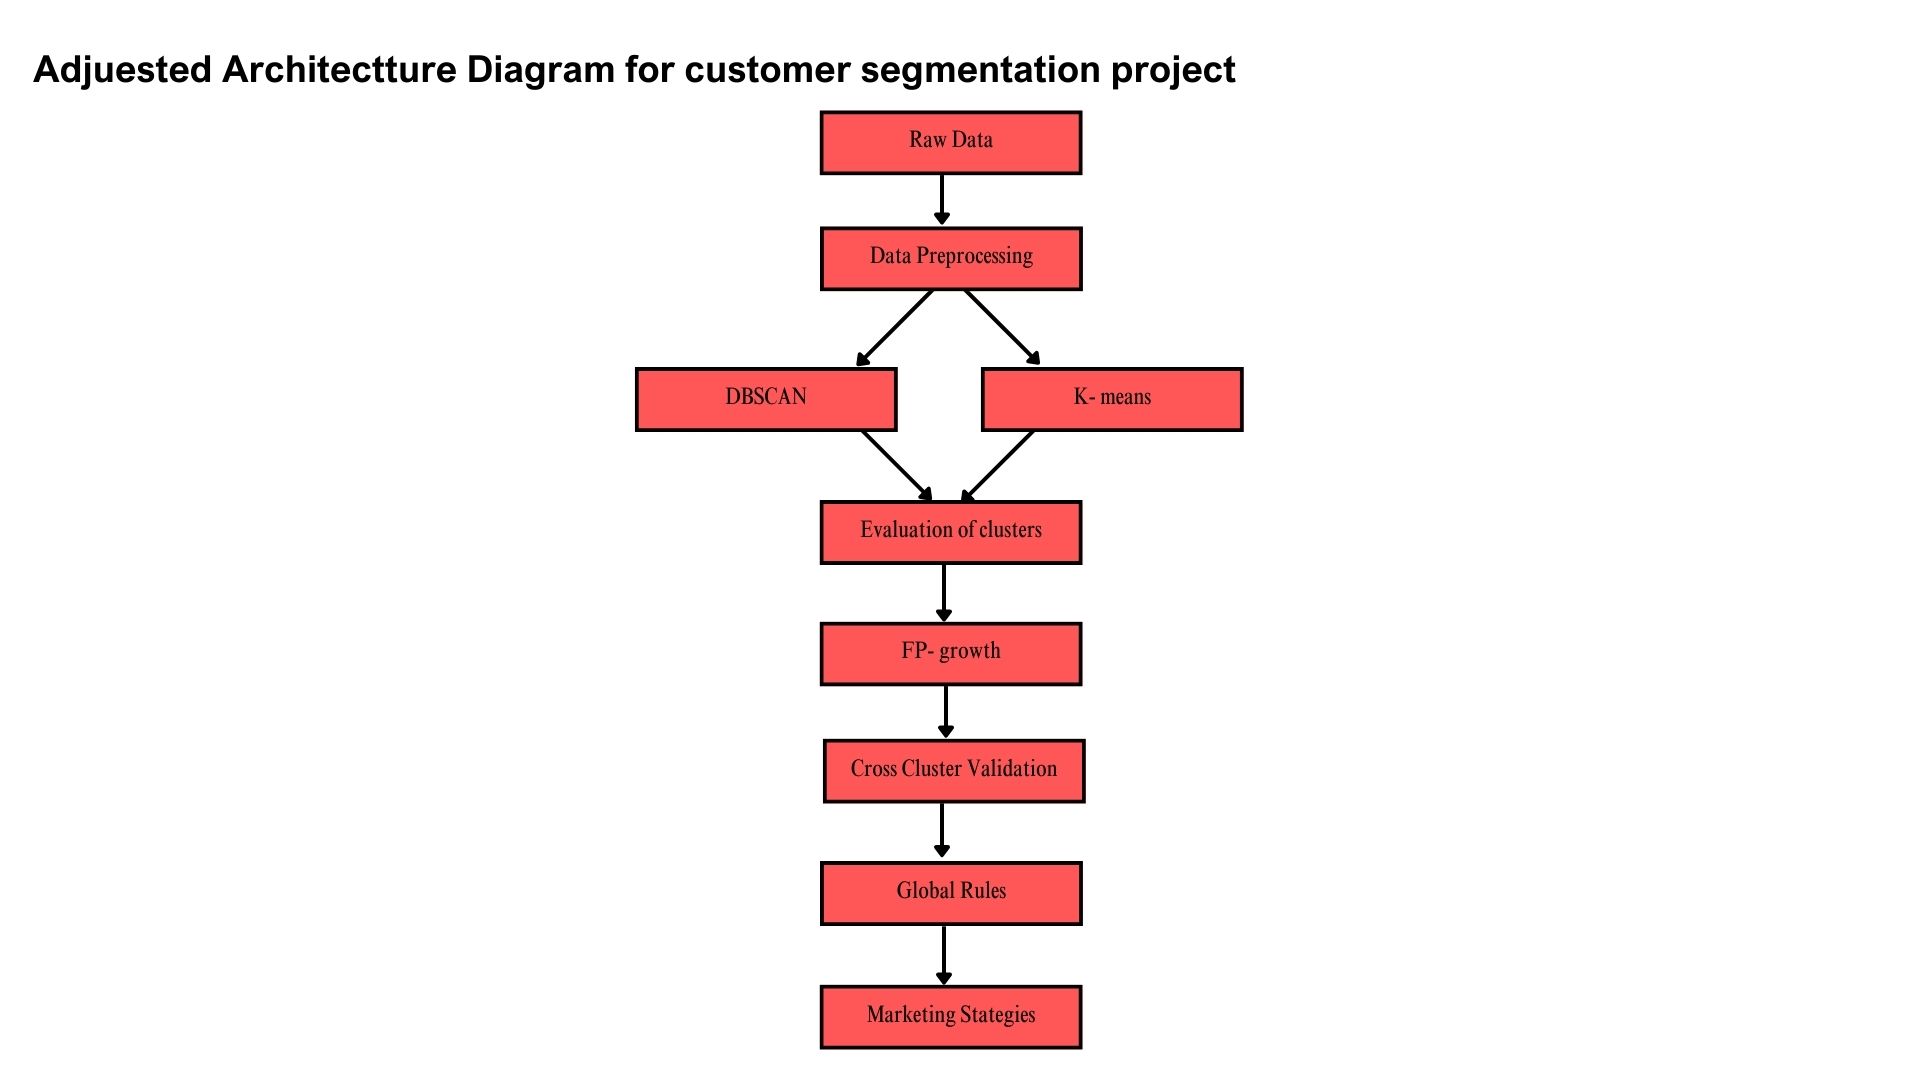 Adjuested Architectture Diagram for customer segmentation project
Raw Data
Data Preprocessing
DBSCAN
K- means
Evaluation of clusters
FP- growth
Cross Cluster Validation
Global Rules
Marketing Stategies